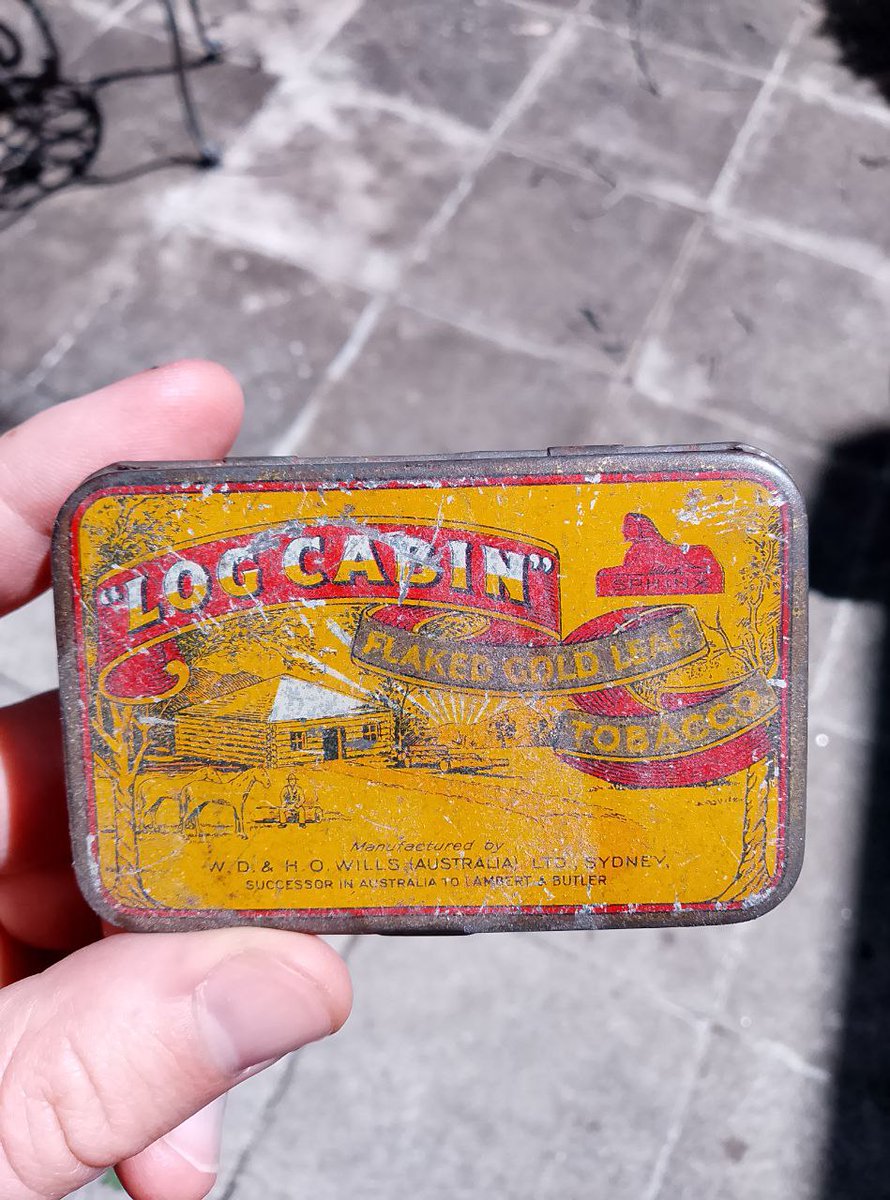 "LOG CABIN"
SPHINX
FLAKED GOLD LEAF
TOBACCO
Manufactured by
W.D. & H.O. WILLS (AUSTRALIA) LTD., SYDNEY,
SUCCESSOR IN AUSTRALIA TO LAMBERT & BUTLER